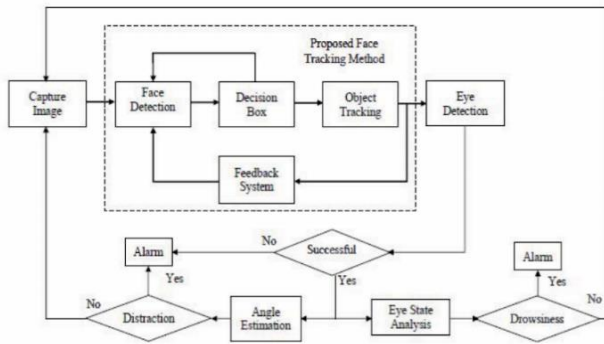 Proposed Face
Tracking Method
Capture
Image
Face
Detection
Decision
Box
Object
Tracking
Eye
Detection
Feedback
System
Alarm
No
Successful
Alarm
Yes
Yes
Yes
No
No
Distraction
Angle
Estimation
Eye State
Analysis
Drowsiness